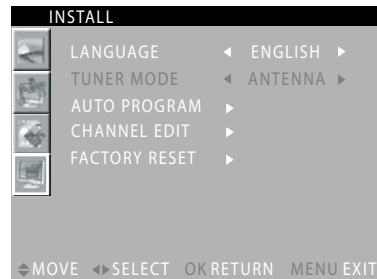 INSTALL
LANGUAGE ENGLISH
TUNER MODE ANTENNA
AUTO PROGRAM
CHANNEL EDIT
FACTORY RESET
MOVE SELECT OK RETURN MENU EXIT